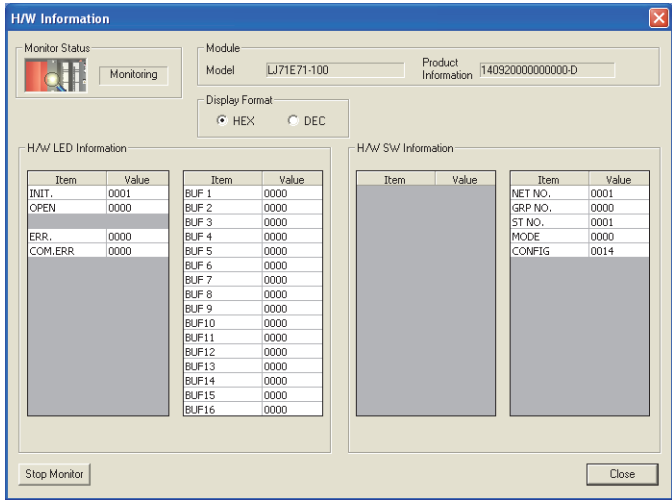 H/W Information
Monitor Status
Monitoring
Module
Model LJ71E71-100 Product Information 140920000000000-D
Display Format
HEX DEC
H/W LED Information
Item Value
INIT. 0001
OPEN 0000
ERR. 0000
COM.ERR 0000
Item Value
BUF 1 0000
BUF 2 0000
BUF 3 0000
BUF 4 0000
BUF 5 0000
BUF 6 0000
BUF 7 0000
BUF 8 0000
BUF 9 0000
BUF10 0000
BUF11 0000
BUF12 0000
BUF13 0000
BUF14 0000
BUF15 0000
BUF16 0000
H/W SW Information
Item Value
Item Value
NET NO. 0001
GRP NO. 0000
ST NO. 0001
MODE 0000
CONFIG 0014
Stop Monitor
Close